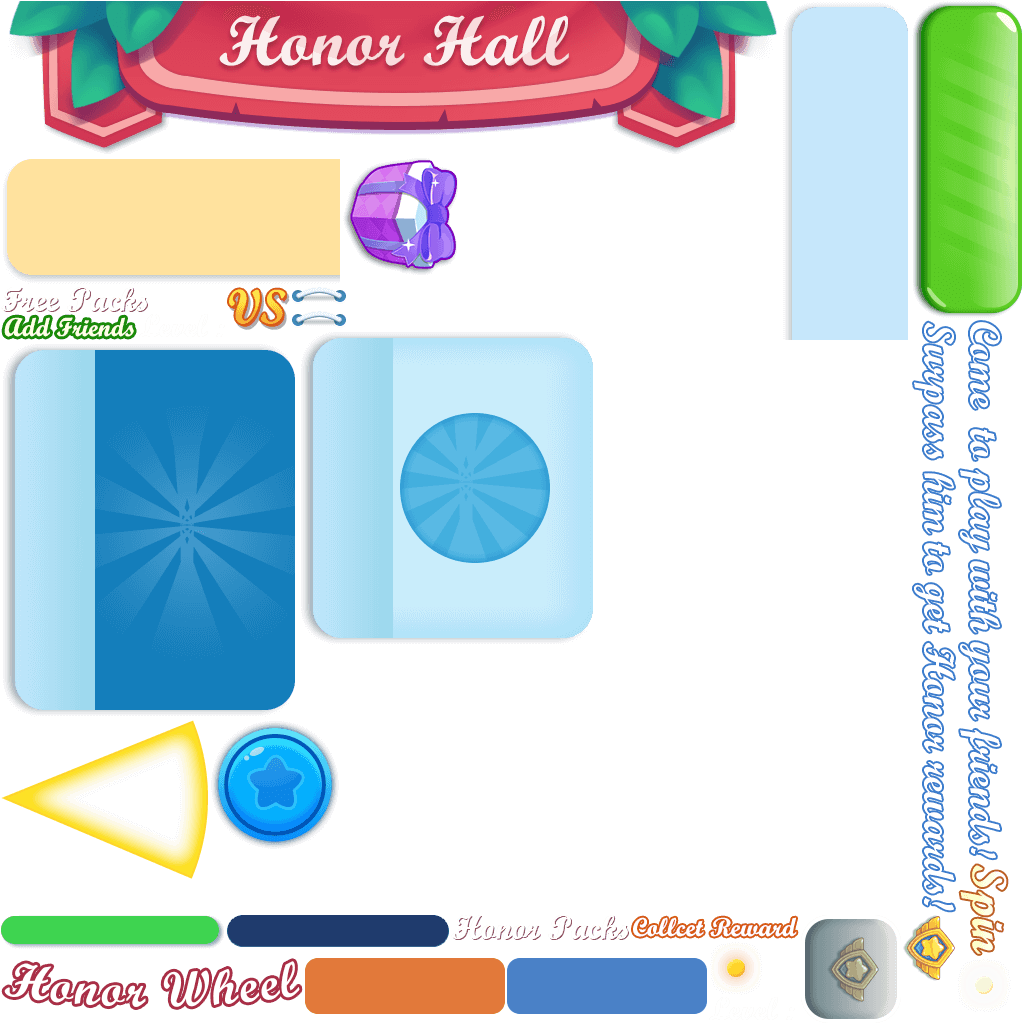 Honor Hall
Free Packs
Add Friends
VS
Come to play with your friends!
Surpass him to get Honor rewards!
Spin
Honor Packs
Collcet Reward
Honor Wheel